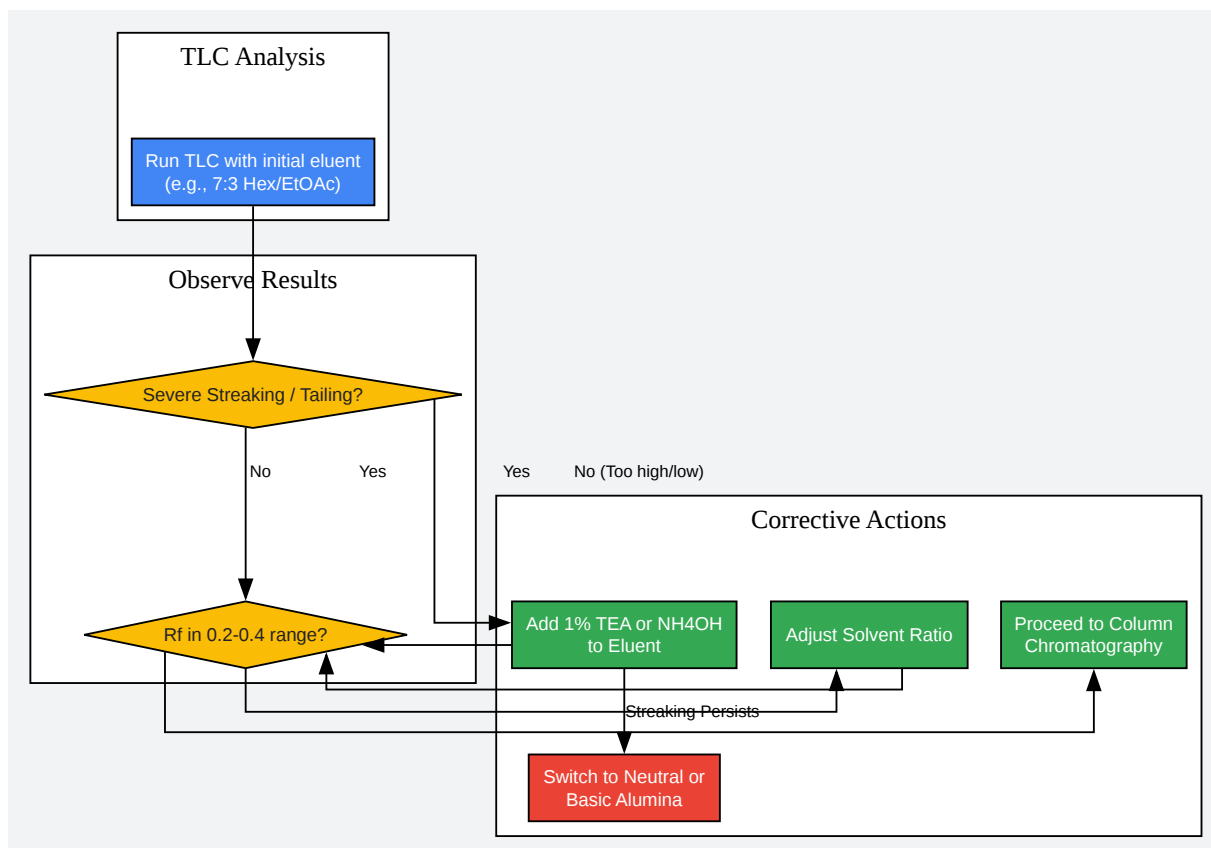 TLC Analysis
Run TLC with initial eluent
(e.g., 7:3 Hex/EtOAc)
Observe Results
Severe Streaking / Tailing?
No
Yes
Yes
No (Too high/low)
Corrective Actions
Rf in 0.2-0.4 range?
Add 1% TEA or NH4OH
to Eluent
Adjust Solvent Ratio
Proceed to Column
Chromatography
Streaking Persists
Switch to Neutral or
Basic Alumina